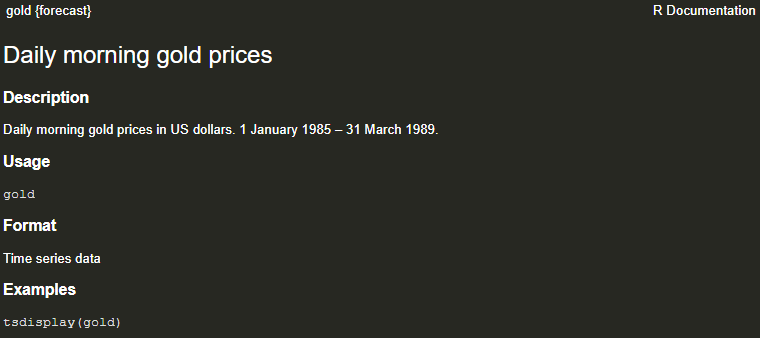 gold {forecast}
R Documentation
Daily morning gold prices
Description
Daily morning gold prices in US dollars. 1 January 1985 – 31 March 1989.
Usage
gold
Format
Time series data
Examples
tsdisplay(gold)